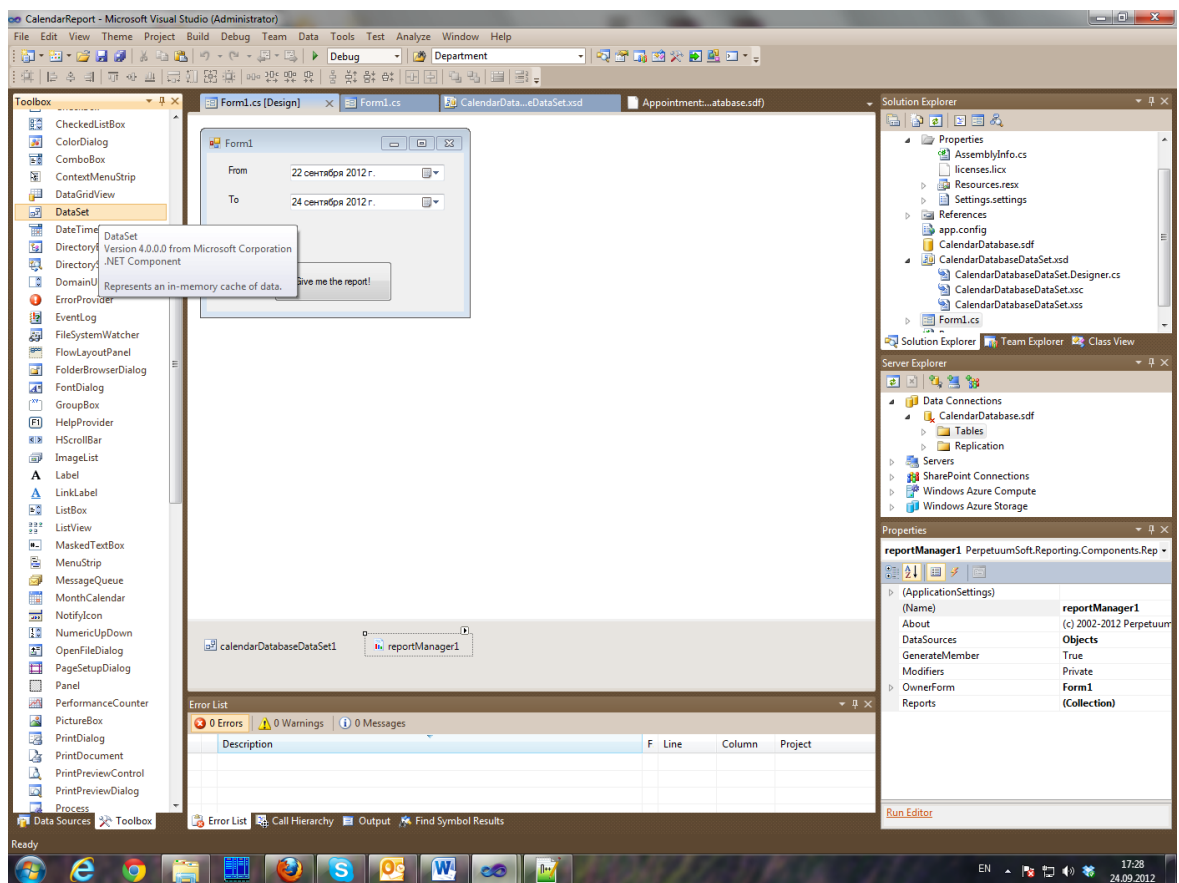 CalendarReport - Microsoft Visual Studio (Administrator)
File Edit View Theme Project Build Debug Team Data Tools Test Analyze Window Help
Debug Department
Toolbox
CheckedListBox
ColorDialog
ComboBox
ContextMenuStrip
DataGridView
DataSet
DateTime
DomainU
ErrorProvider
EventLog
FileSystemWatcher
FlowLayoutPanel
FolderBrowserDialog
FontDialog
GroupBox
HelpProvider
HScrollBar
ImageList
Label
LinkLabel
ListBox
ListView
MaskedTextBox
MenuStrip
MessageQueue
MonthCalendar
NotifyIcon
NumericUpDown
OpenFileDialog
PageSetupDialog
Panel
PerformanceCounter
PictureBox
PrintDialog
PrintDocument
PrintPreviewControl
PrintPreviewDialog
Process
Data Sources Toolbox
DataSet
Version 4.0.0.0 from Microsoft Corporation
.NET Component
Represents an in-memory cache of data.
Form1.cs [Design] Form1.cs CalendarData...eDataSet.xsd Appointment:...atabase.sdf)
Form1
From 22 сентября 2012 г.
To 24 сентября 2012 г.
Give me the report!
calendarDatabaseDataSet1 reportManager1
Error List
0 Errors 0 Warnings 0 Messages
Description F Line Column Project
Error List Call Hierarchy Output Find Symbol Results
Solution Explorer
Properties
AssemblyInfo.cs
licenses.licx
Resources.resx
Settings.settings
References
app.config
CalendarDatabase.sdf
CalendarDatabaseDataSet.xsd
CalendarDatabaseDataSet.Designer.cs
CalendarDatabaseDataSet.xsc
CalendarDatabaseDataSet.xss
Form1.cs
Solution Explorer Team Explorer Class View
Server Explorer
Data Connections
CalendarDatabase.sdf
Tables
Replication
Servers
SharePoint Connections
Windows Azure Compute
Windows Azure Storage
Properties
reportManager1 PerpetuumSoft.Reporting.Components.Rep
(ApplicationSettings)
(Name) reportManager1
About (c) 2002-2012 Perpetuum
DataSources Objects
GenerateMember True
Modifiers Private
OwnerForm Form1
Reports (Collection)
Run Editor
Ready
EN 17:28
24.09.2012